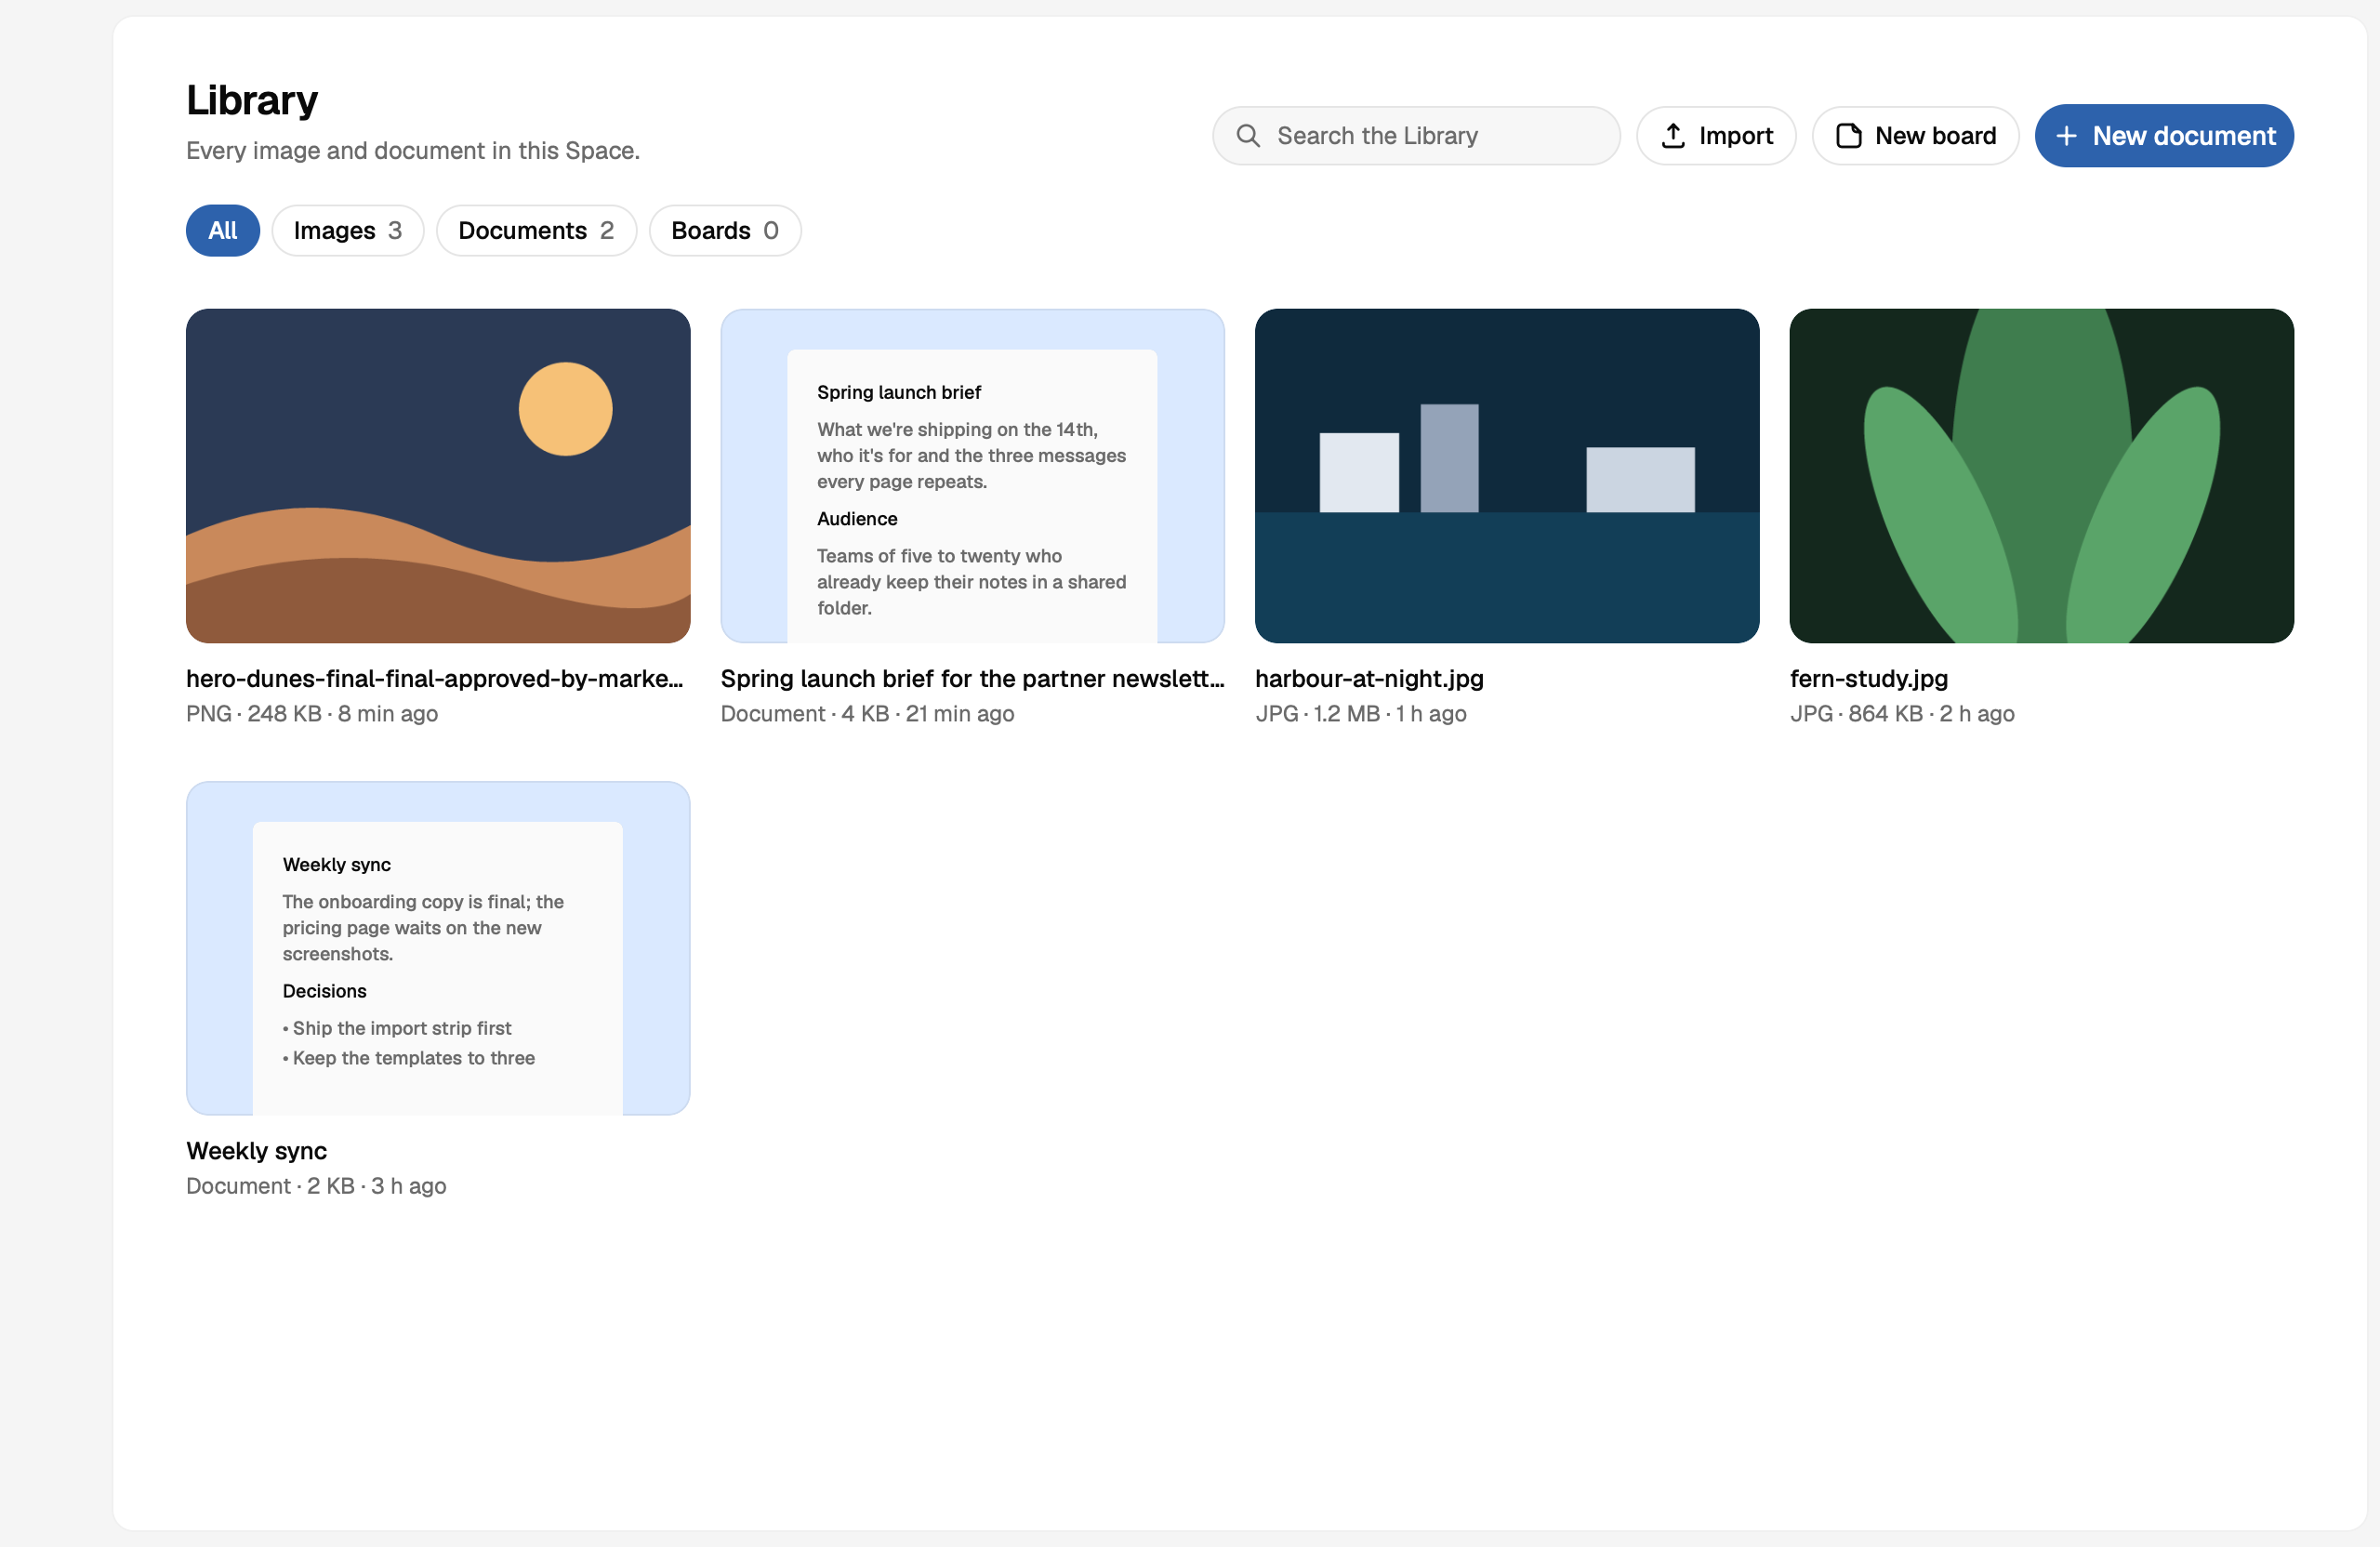 Library
Every image and document in this Space.
Search the Library
Import
New board
New document
All
Images 3
Documents 2
Boards 0
Spring launch brief
What we're shipping on the 14th,
who it's for and the three messages
every page repeats.
Audience
Teams of five to twenty who
already keep their notes in a shared
folder.
hero-dunes-final-final-approved-by-marke...
PNG · 248 KB · 8 min ago
Spring launch brief for the partner newslett...
Document · 4 KB · 21 min ago
harbour-at-night.jpg
JPG · 1.2 MB · 1 h ago
fern-study.jpg
JPG · 864 KB · 2 h ago
Weekly sync
The onboarding copy is final; the
pricing page waits on the new
screenshots.
Decisions
• Ship the import strip first
• Keep the templates to three
Weekly sync
Document · 2 KB · 3 h ago